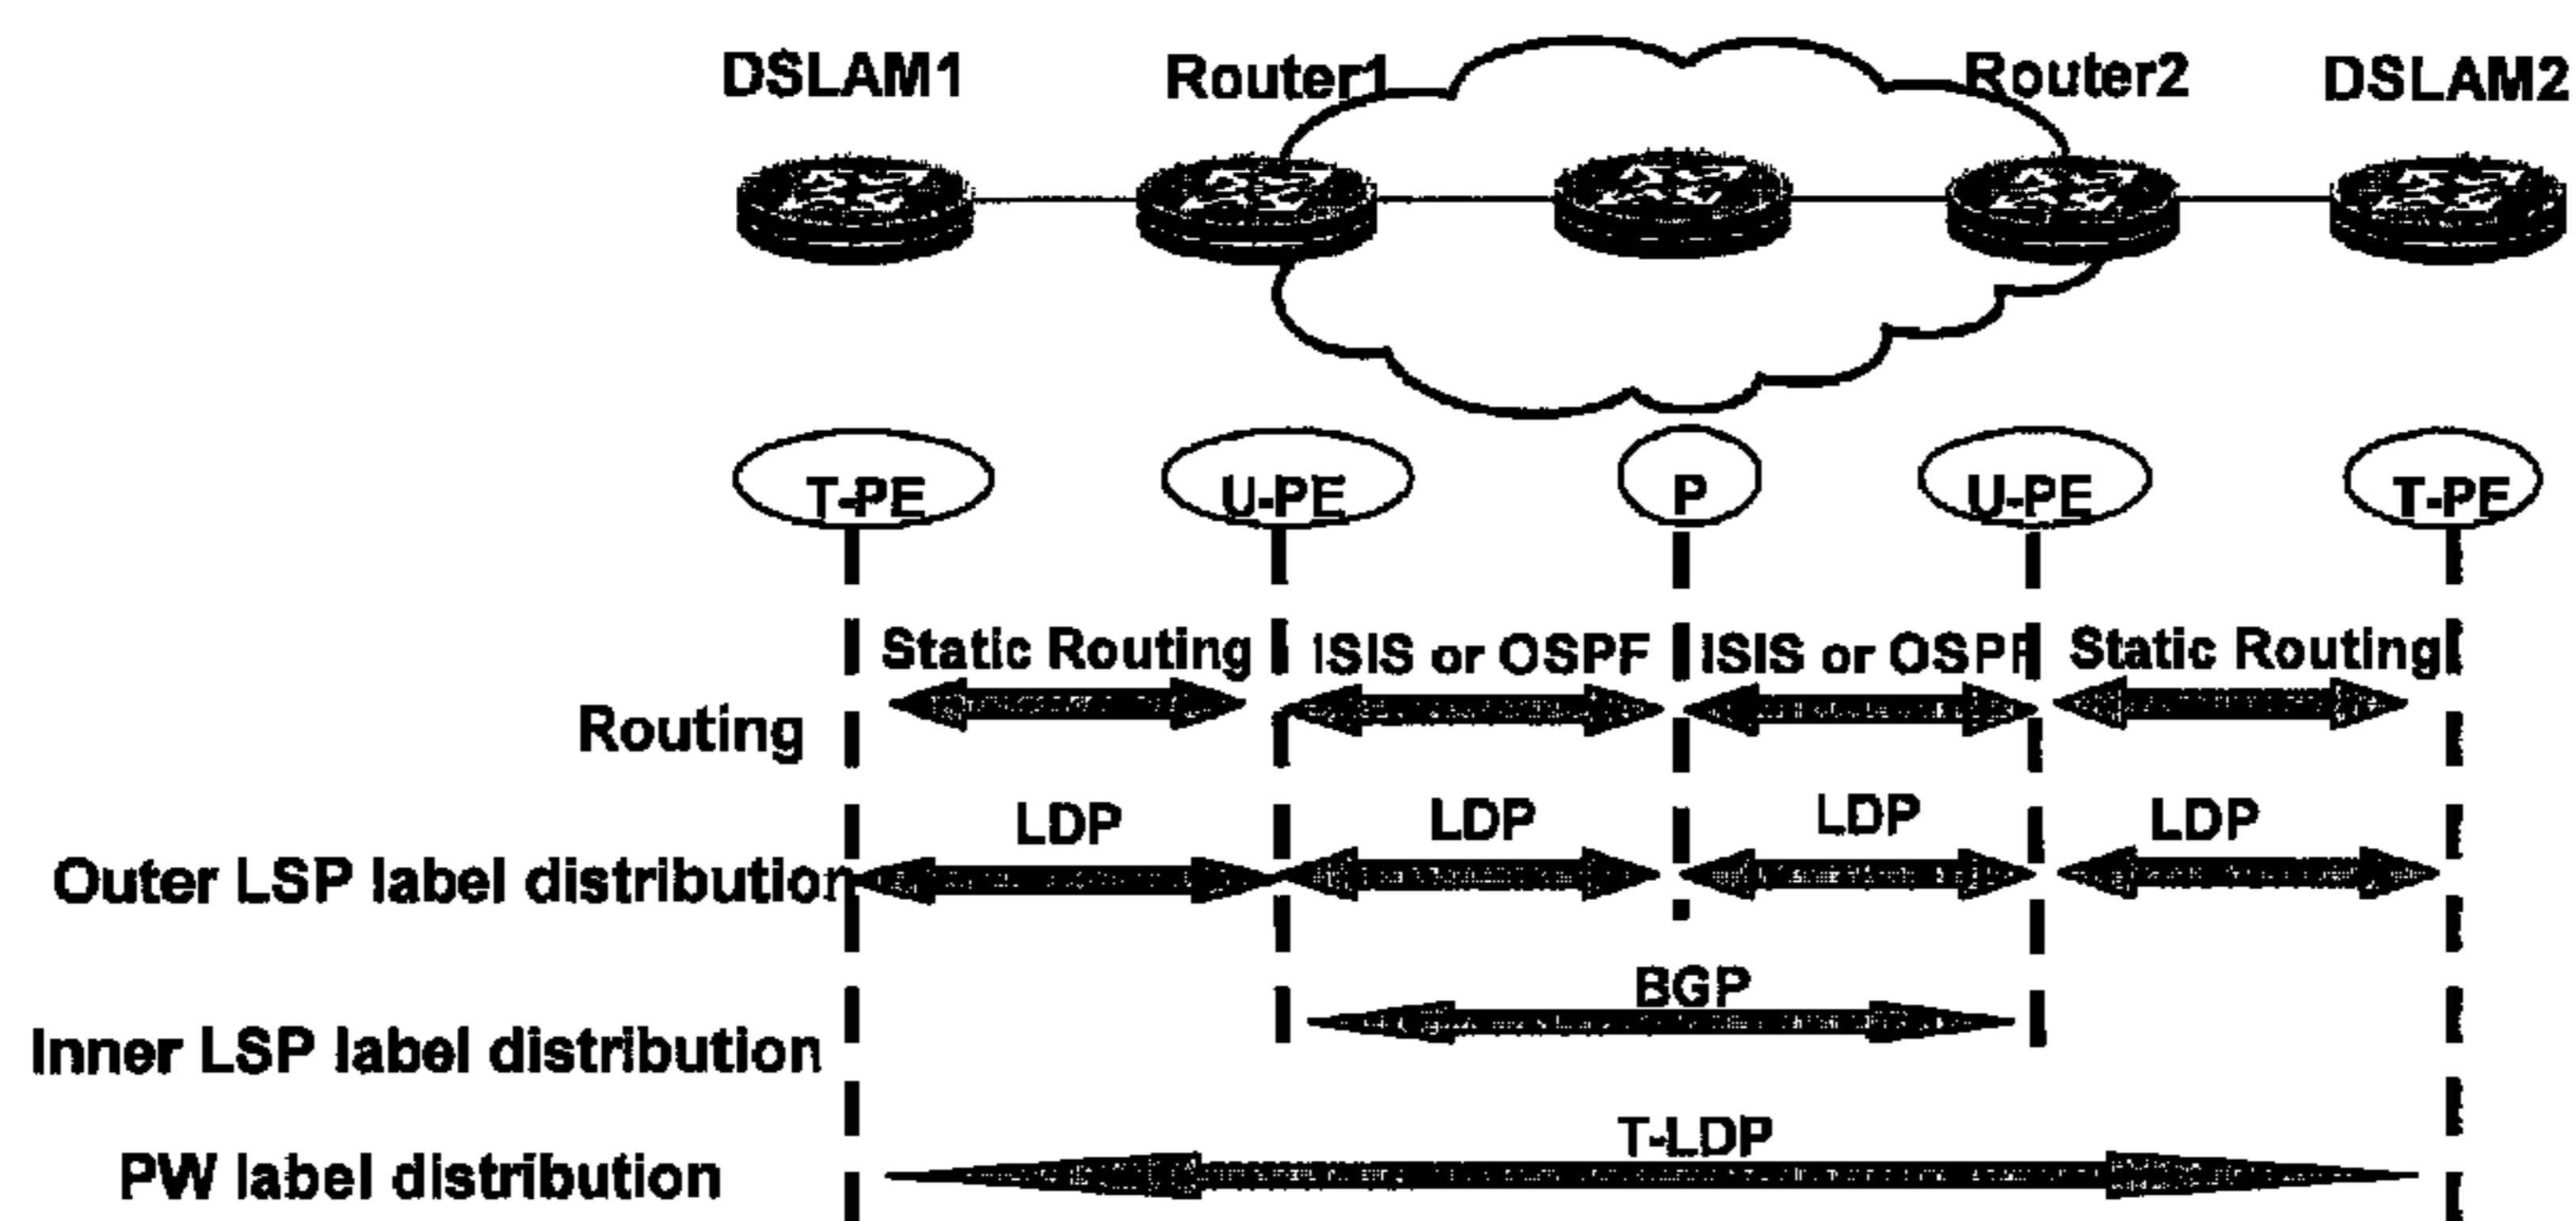 DSLAM1 Router1 Router2 DSLAM2
T-PE U-PE P U-PE T-PE
Static Routing ISIS or OSPF ISIS or OSPF Static Routing
Routing
LDP LDP LDP LDP
Outer LSP label distribution
BGP
Inner LSP label distribution
T-LDP
PW label distribution